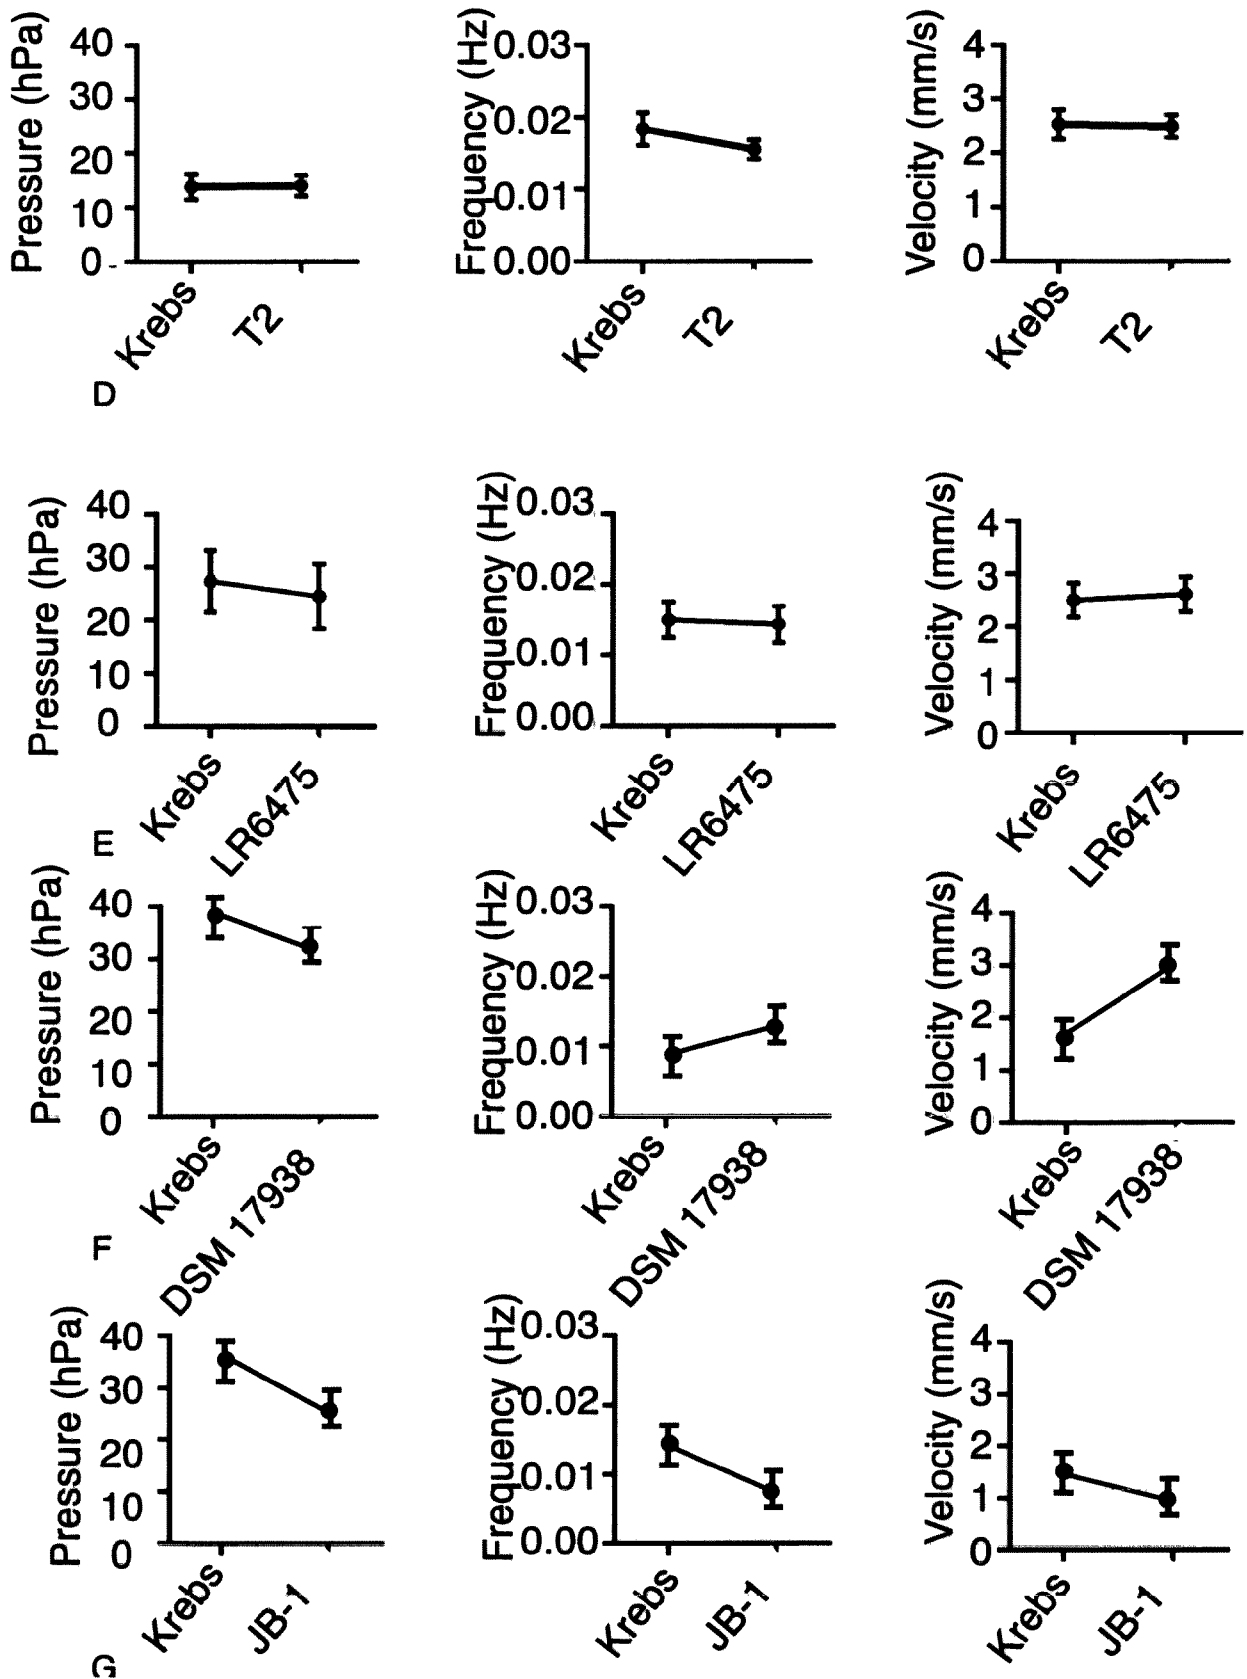 Pressure (hPa)
40
30
20
10
0
Krebs
T2
Frequency (Hz)
0.03
0.02
0.01
0.00
Krebs
T2
Velocity (mm/s)
4
3
2
1
0
Krebs
T2
D
Pressure (hPa)
40
30
20
10
0
Krebs
LR6475
Frequency (Hz)
0.03
0.02
0.01
0.00
Krebs
LR6475
Velocity (mm/s)
4
3
2
1
0
Krebs
LR6475
E
Pressure (hPa)
40
30
20
10
0
Krebs
DSM 17938
Frequency (Hz)
0.03
0.02
0.01
0.00
Krebs
DSM 17938
Velocity (mm/s)
4
3
2
1
0
Krebs
DSM 17938
F
Pressure (hPa)
40
30
20
10
0
Krebs
JB-1
Frequency (Hz)
0.03
0.02
0.01
0.00
Krebs
JB-1
Velocity (mm/s)
4
3
2
1
0
Krebs
JB-1
G